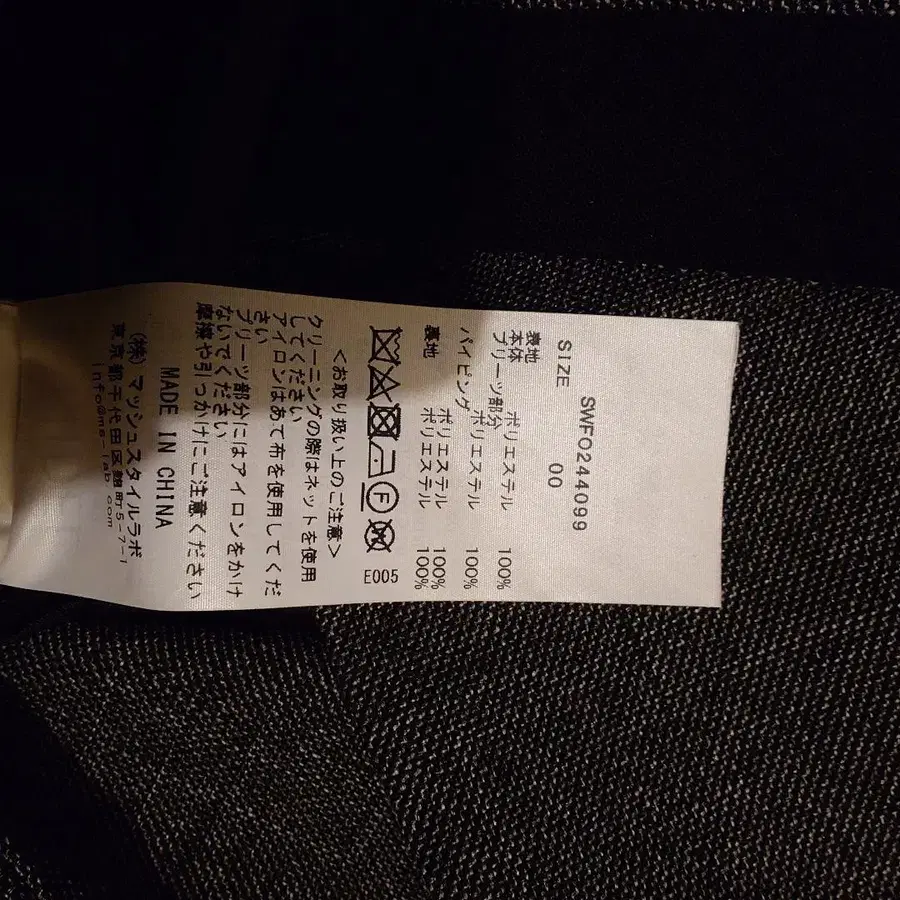 SWFO244099
SIZE 00
表地
本体 ポリエステル 100%
プリーツ部分 ポリエステル 100%
パイピング ポリエステル 100%
裏地 ポリエステル 100%
E005
<お取り扱い上のご注意>
クリーニングの際はネットを使用
してください
アイロンはあて布を使用してくだ
さい
プリーツ部分にはアイロンをかけ
ないでください
摩擦や引っかけにご注意ください
MADE IN CHINA
(株)マッシュスタイルラボ
東京都千代田区麹町5-7-1
info@ms-lab.com